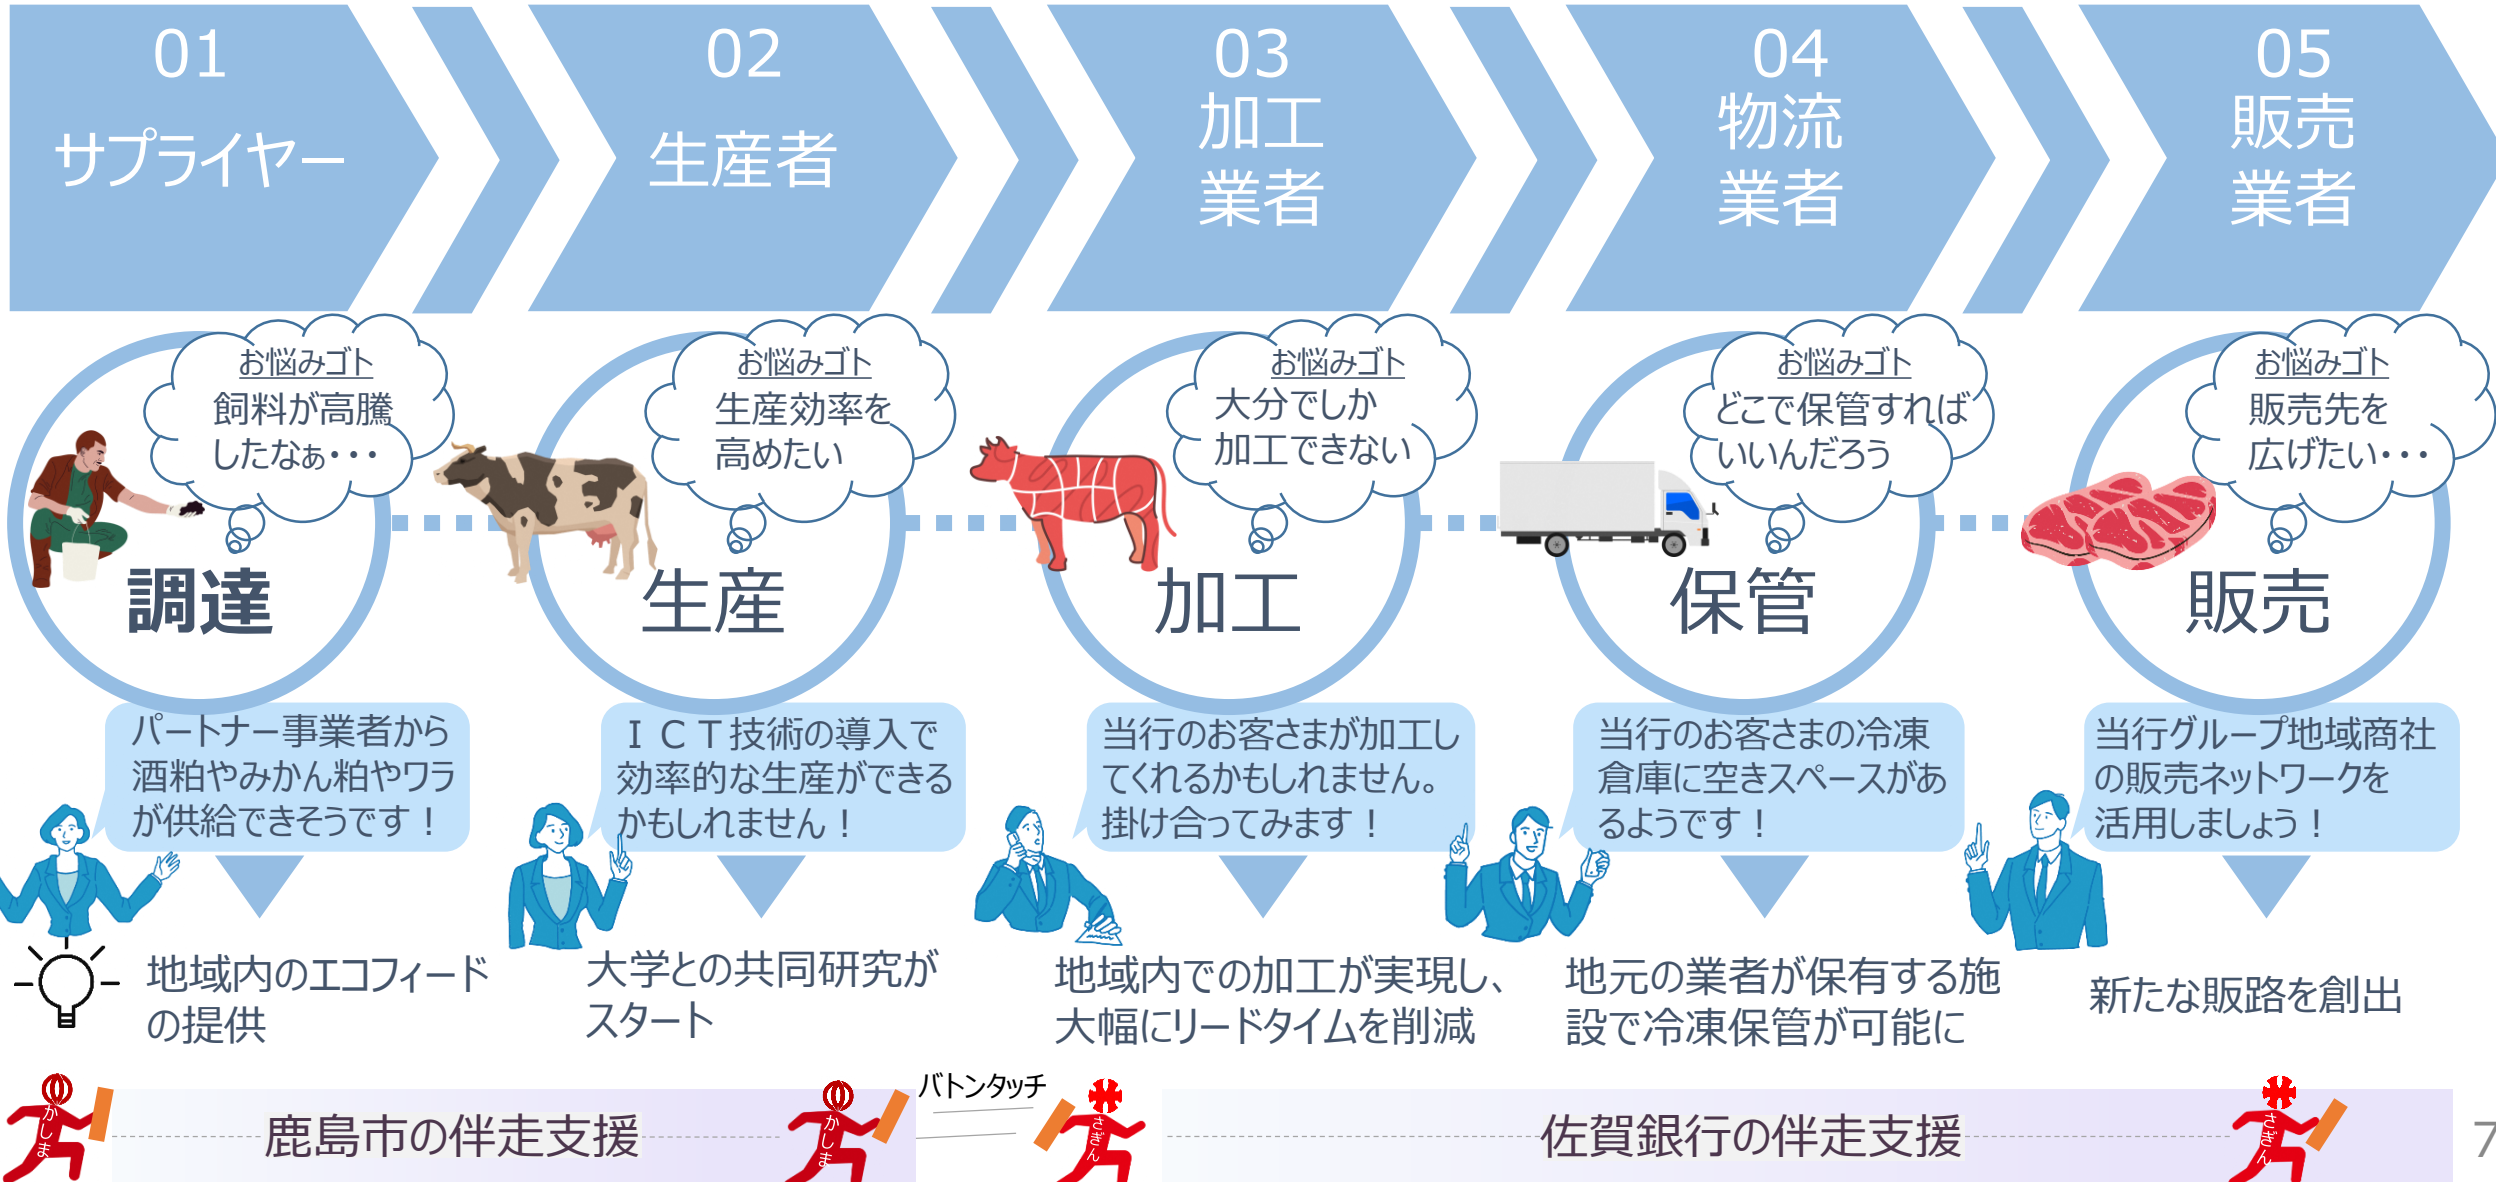 01
サプライヤー
02
生産者
03
加工
業者
04
物流
業者
05
販売
業者
お悩みゴト
飼料が高騰
したなぁ・・・
調達
お悩みゴト
生産効率を
高めたい
生産
お悩みゴト
大分でしか
加工できない
加工
お悩みゴト
どこで保管すれば
いいんだろう
保管
お悩みゴト
販売先を
広げたい・・・
販売
パートナー事業者から
酒粕やみかん粕やワラ
が供給できそうです！
ＩＣＴ技術の導入で
効率的な生産ができる
かもしれません！
当行のお客さまが加工し
てくれるかもしれません。
掛け合ってみます！
当行のお客さまの冷凍
倉庫に空きスペースがあ
るようです！
当行グループ地域商社
の販売ネットワークを
活用しましょう！
地域内のエコフィード
の提供
大学との共同研究が
スタート
地域内での加工が実現し、
大幅にリードタイムを削減
地元の業者が保有する施
設で冷凍保管が可能に
新たな販路を創出
かしま
鹿島市の伴走支援
かしま
バトンタッチ
さぎん
佐賀銀行の伴走支援
さぎん
7